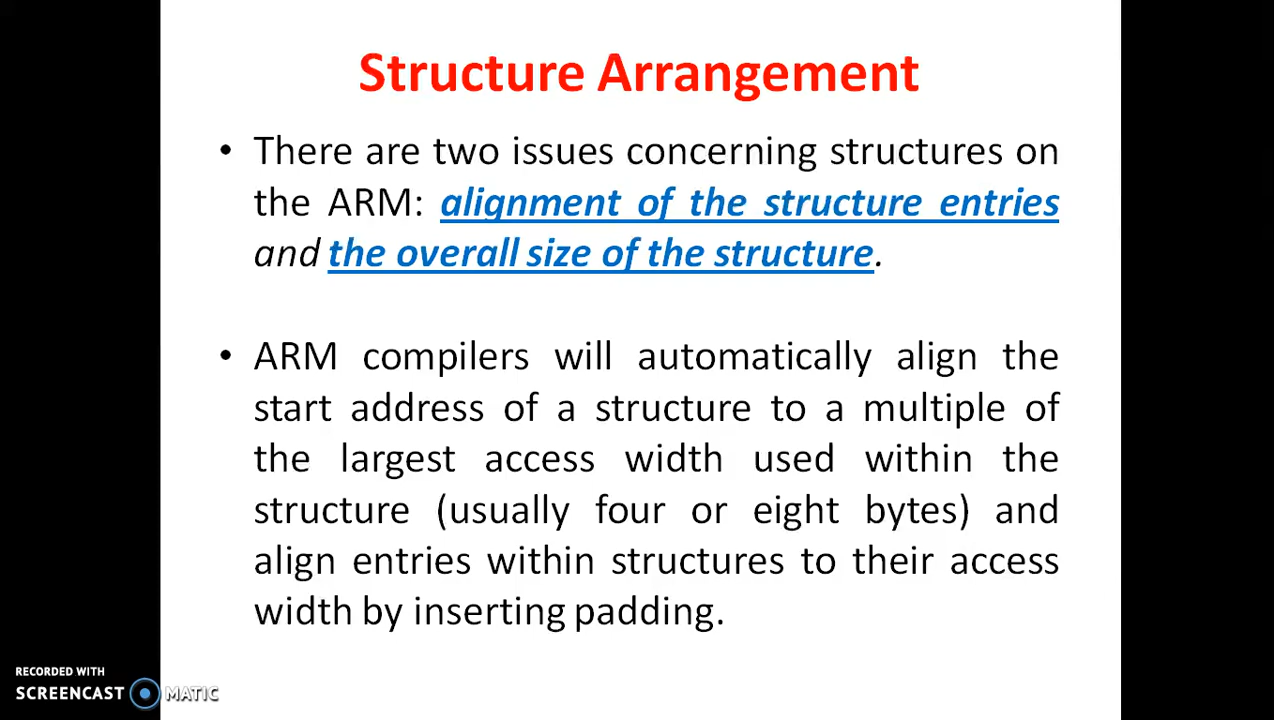 Structure Arrangement
• There are two issues concerning structures on
the ARM: alignment of the structure entries
and the overall size of the structure.
• ARM compilers will automatically align the
start address of a structure to a multiple of
the largest access width used within the
structure (usually four or eight bytes) and
align entries within structures to their access
width by inserting padding.
RECORDED WITH
SCREENCAST MATIC